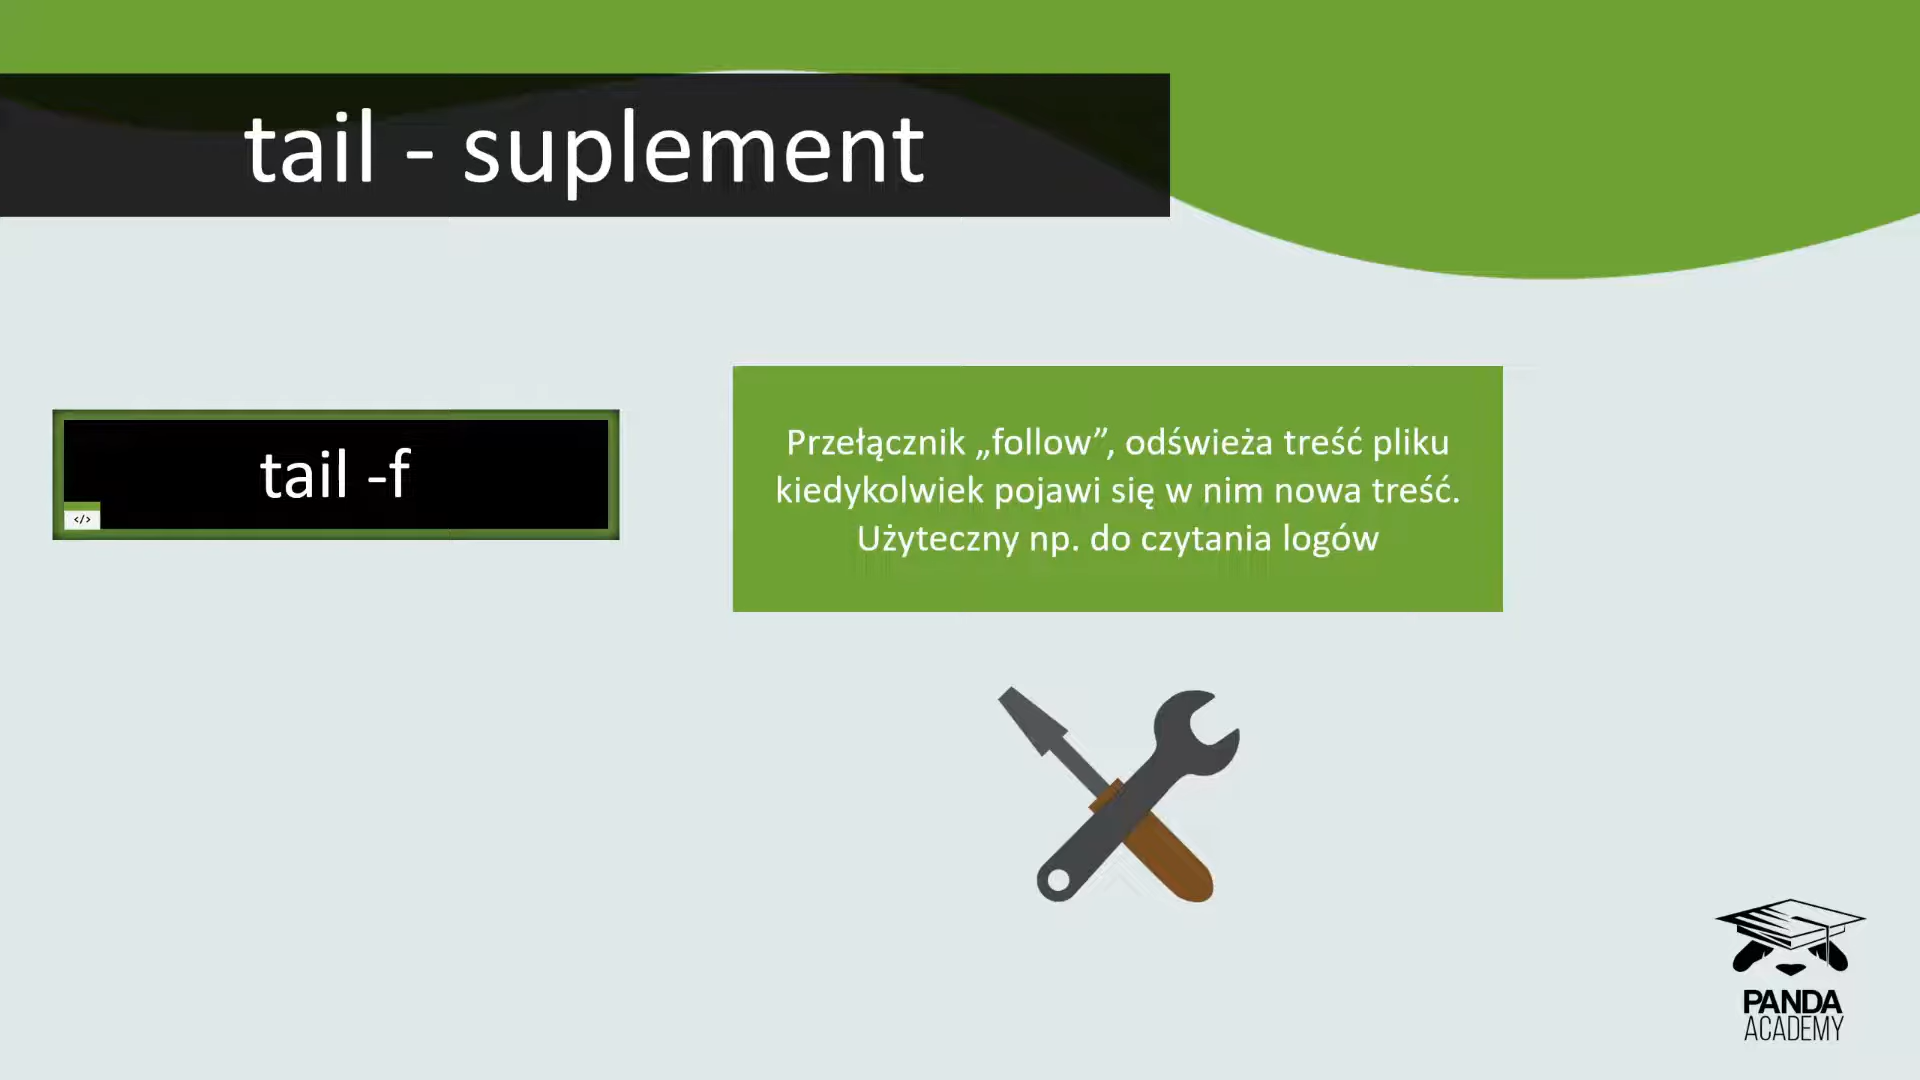 tail - suplement
tail -f
</>
Przełącznik „follow”, odświeża treść pliku
kiedykolwiek pojawi się w nim nowa treść.
Użyteczny np. do czytania logów
PANDA
ACADEMY